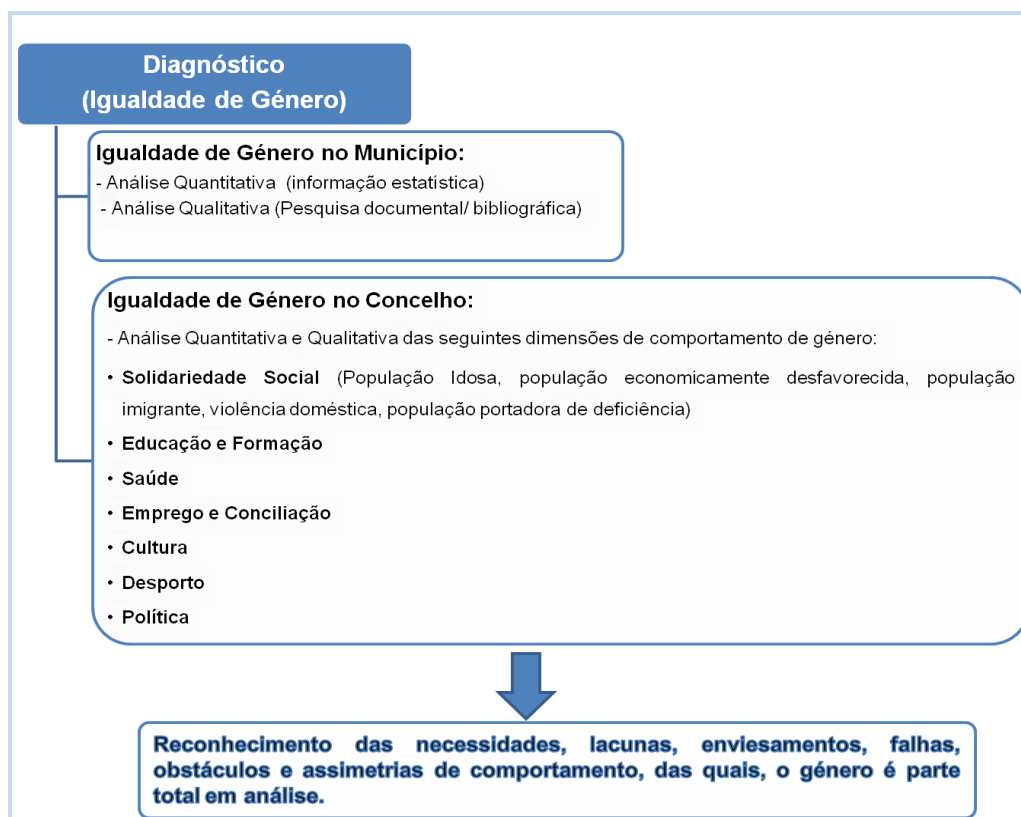 Diagnóstico
(Igualdade de Género)
Igualdade de Género no Município:
- Análise Quantitativa (informação estatística)
- Análise Qualitativa (Pesquisa documental/ bibliográfica)
Igualdade de Género no Concelho:
- Análise Quantitativa e Qualitativa das seguintes dimensões de comportamento de género:
• Solidariedade Social (População Idosa, população economicamente desfavorecida, população
imigrante, violência doméstica, população portadora de deficiência)
• Educação e Formação
• Saúde
• Emprego e Conciliação
• Cultura
• Desporto
• Política
Reconhecimento das necessidades, lacunas, enviesamentos, falhas,
obstáculos e assimetrias de comportamento, das quais, o género é parte
total em análise.